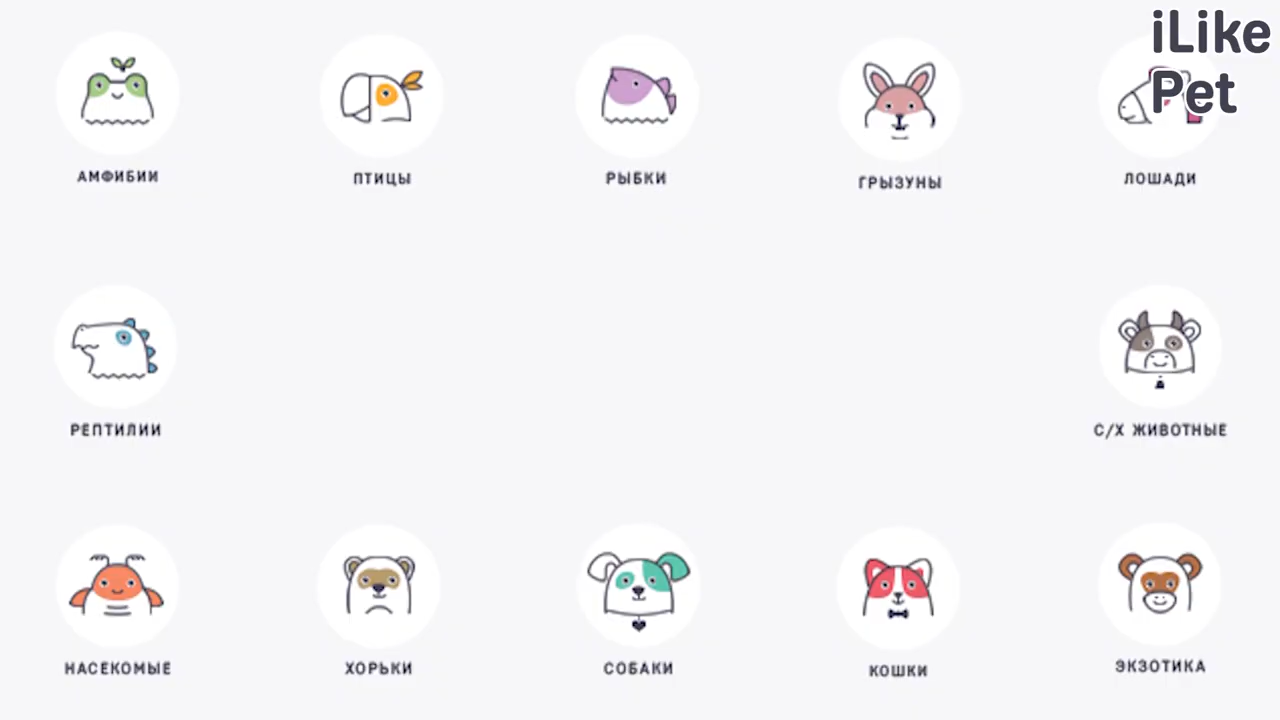 iLike
Pet
АМФИБИИ
ПТИЦЫ
РЫБКИ
ГРЫЗУНЫ
ЛОШАДИ
РЕПТИЛИИ
С/Х ЖИВОТНЫЕ
НАСЕКОМЫЕ
ХОРЬКИ
СОБАКИ
КОШКИ
ЭКЗОТИКА